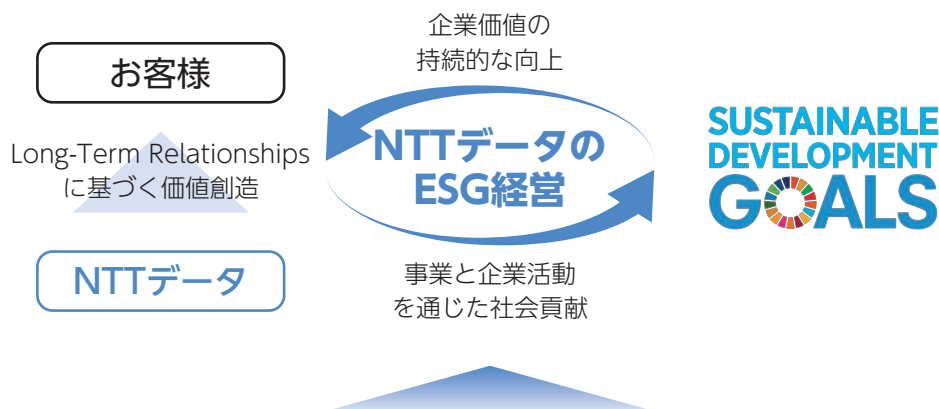 お客様
Long-Term Relationships
に基づく価値創造
NTTデータ
企業価値の
持続的な向上
NTTデータの
ESG経営
事業と企業活動
を通じた社会貢献
SUSTAINABLE
DEVELOPMENT
GOALS